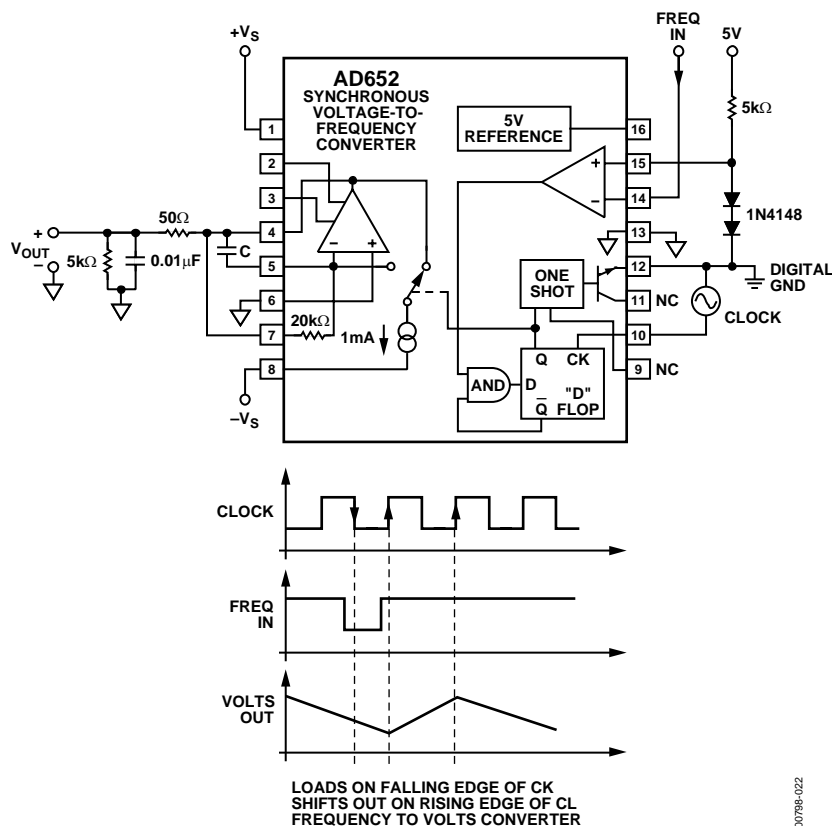 +VS
FREQ
IN
5V
AD652
SYNCHRONOUS
VOLTAGE-TO-
FREQUENCY
CONVERTER
5V
REFERENCE
5kΩ
1
2
3
4
5
6
7
8
16
15
14
13
12
11
10
9
+
−
1N4148
50Ω
+
VOUT
−
5kΩ
0.01µF
C
−
+
20kΩ
1mA
ONE
SHOT
DIGITAL
GND
NC
CLOCK
NC
Q
CK
AND
D
"D"
Q̅
FLOP
–VS
CLOCK
FREQ
IN
VOLTS
OUT
LOADS ON FALLING EDGE OF CK
SHIFTS OUT ON RISING EDGE OF CL
FREQUENCY TO VOLTS CONVERTER
00798-022